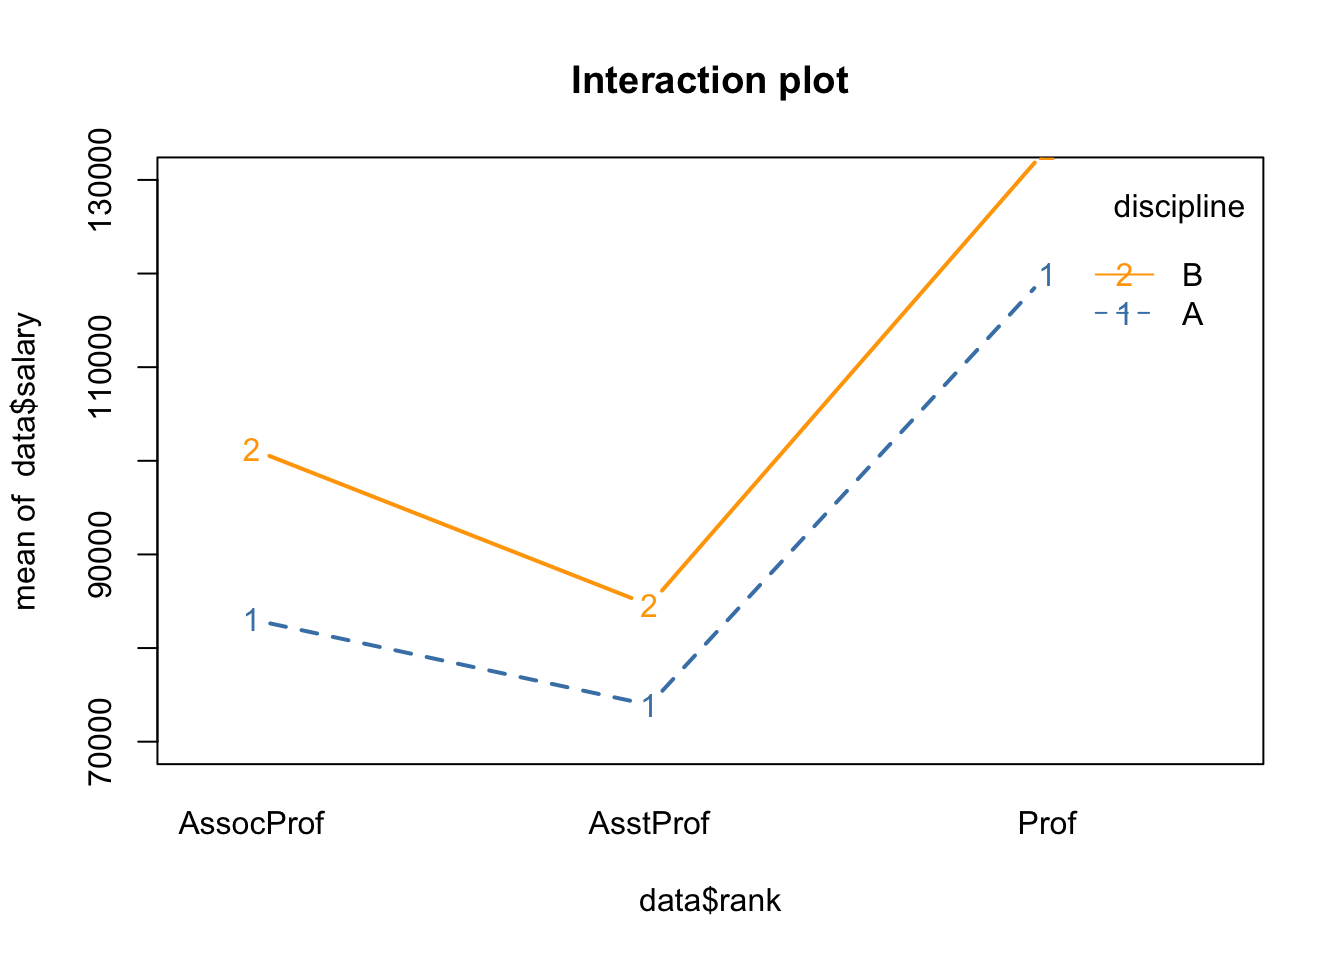 Interaction plot
mean of data$salary
130000
110000
90000
70000
discipline
2 B
1 A
2
2
1
1
1
AssocProf AsstProf Prof
data$rank